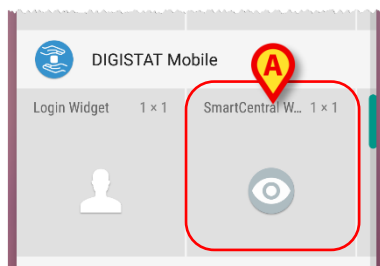 DIGISTAT Mobile
A
Login Widget 1 × 1 SmartCentral W... 1 × 1